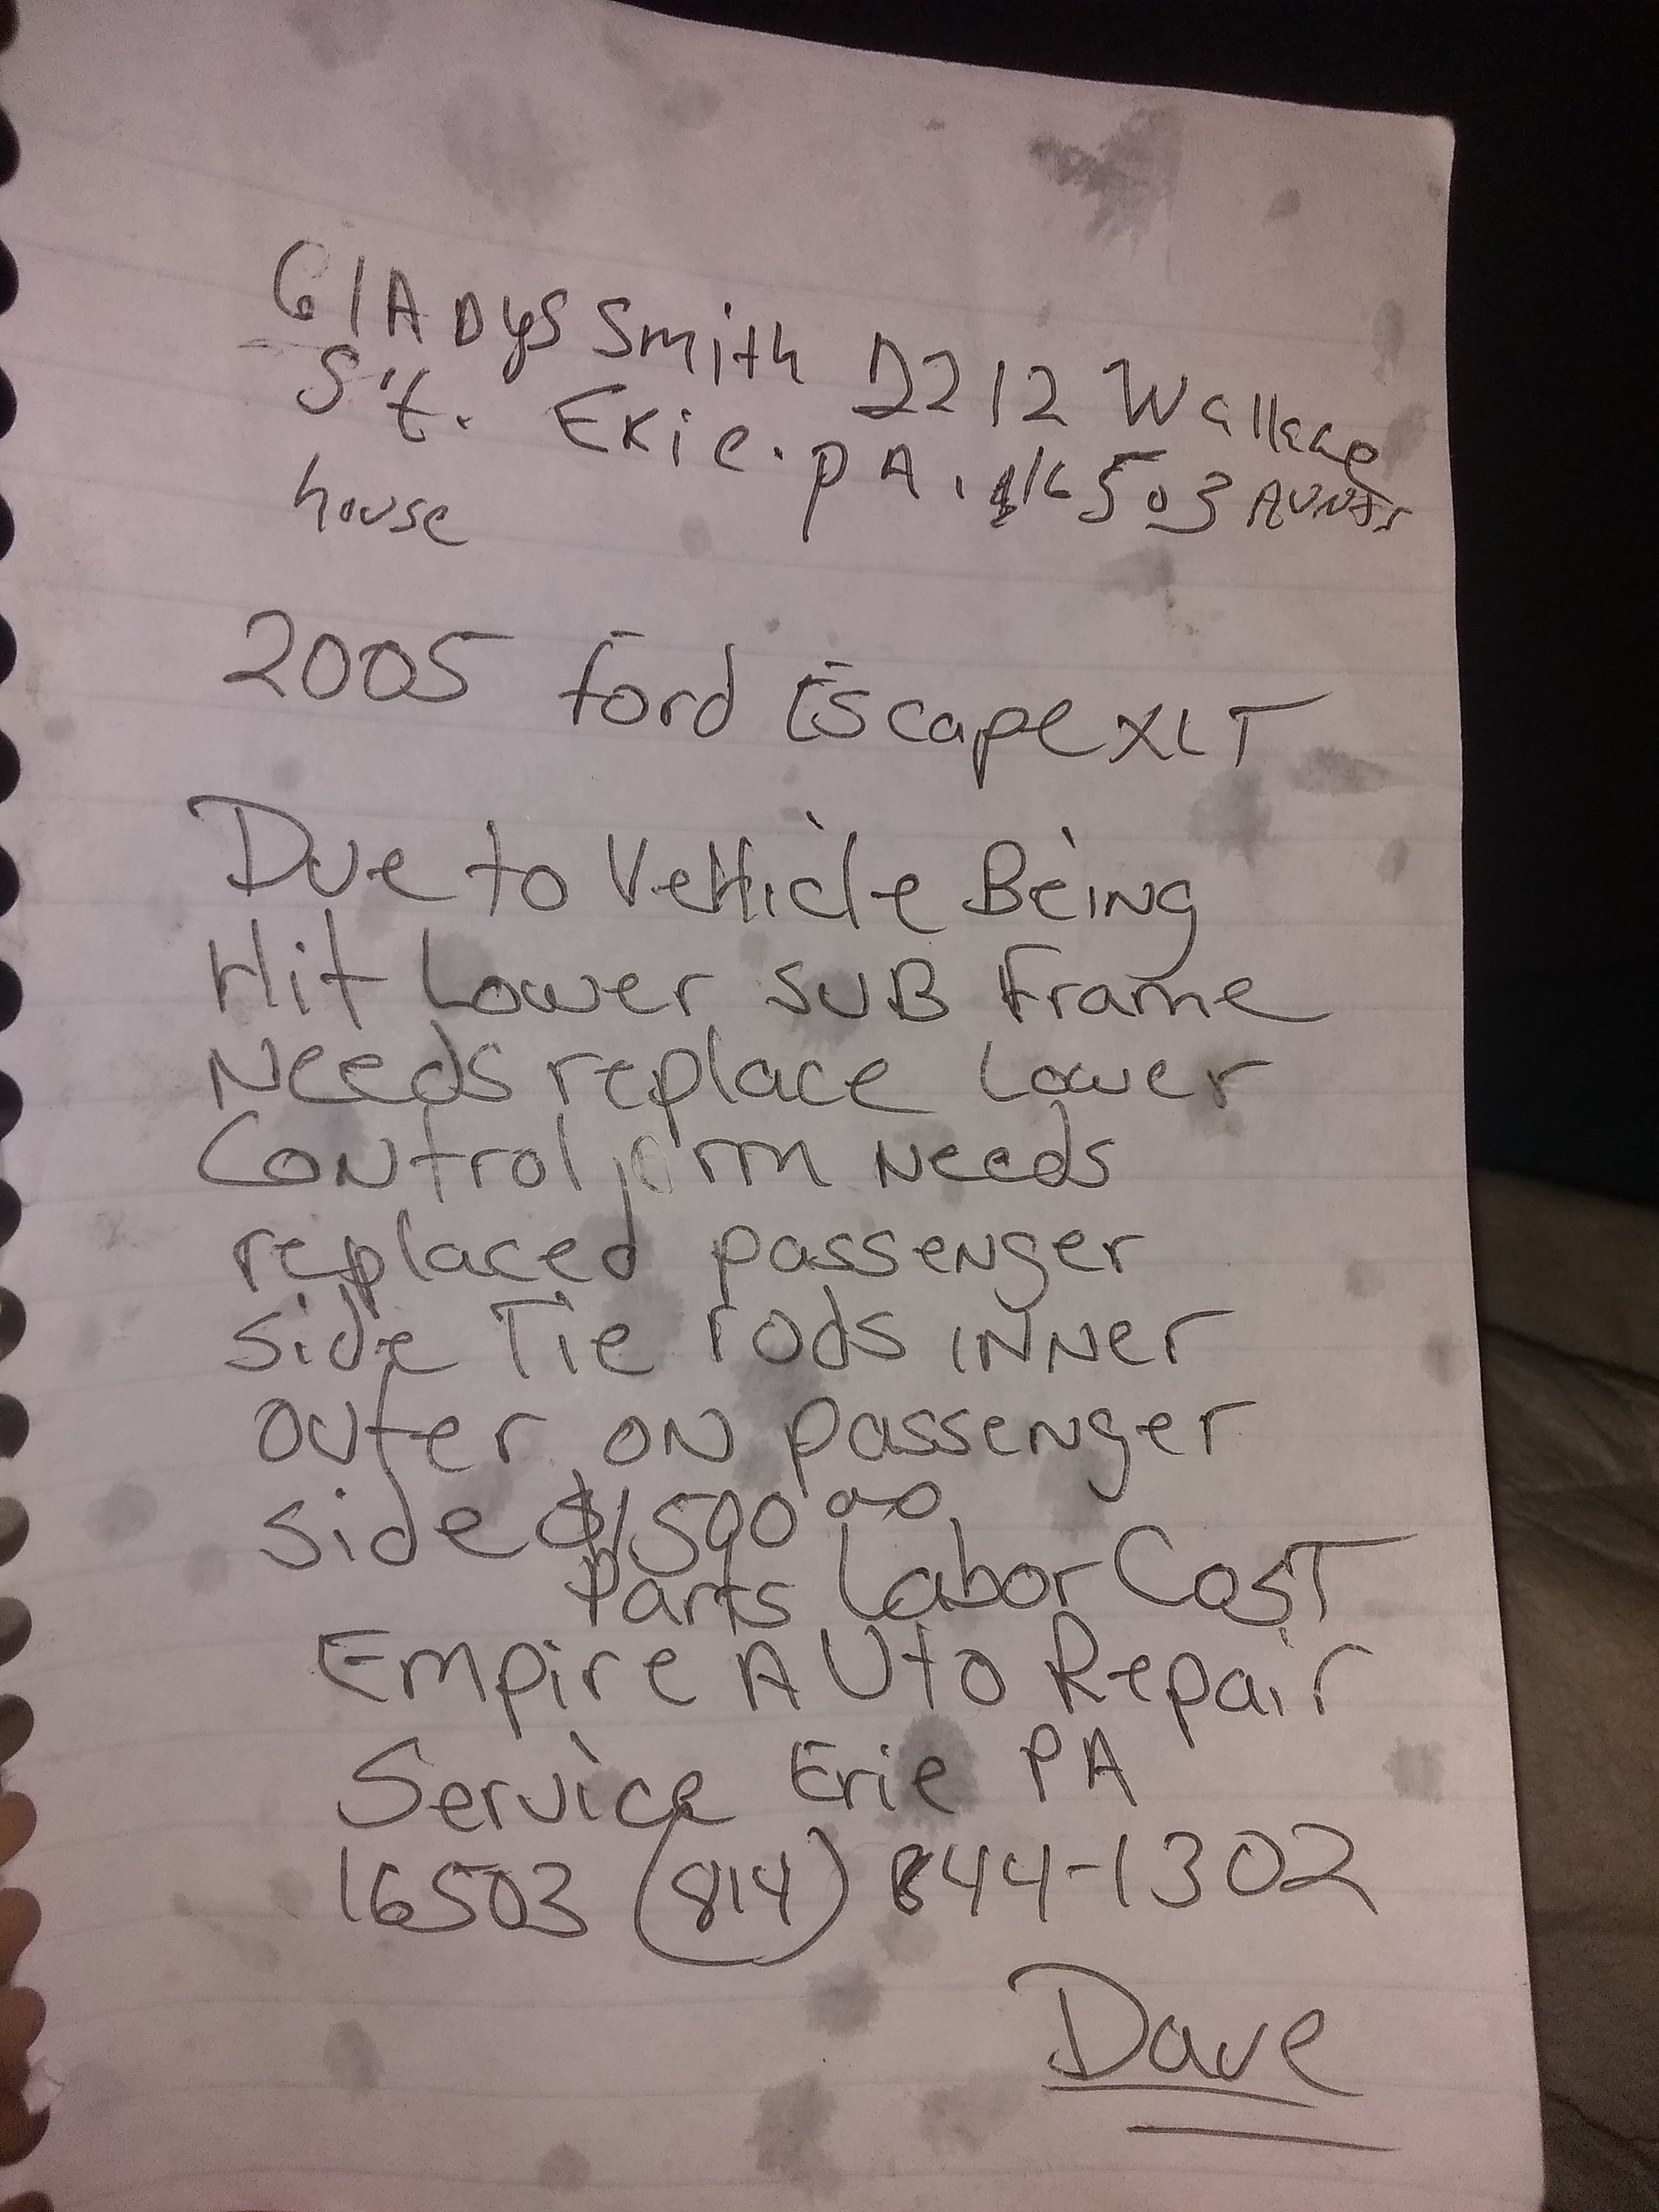 GlADys Smith 2212 Wallace
St. Erie. pA. 16503 AUNts
house
2005 Ford Escape XLT
Due to VeHicle Being
Hit Lower SUB Frame
Needs replace Lower
Control arm Needs
replaced passenger
side Tie rods iNNer
outer on passenger
side $1500 00
Parts Labor CosT
Empire AUto Repair
Service Erie PA
16503 (814) 844-1302
Dave